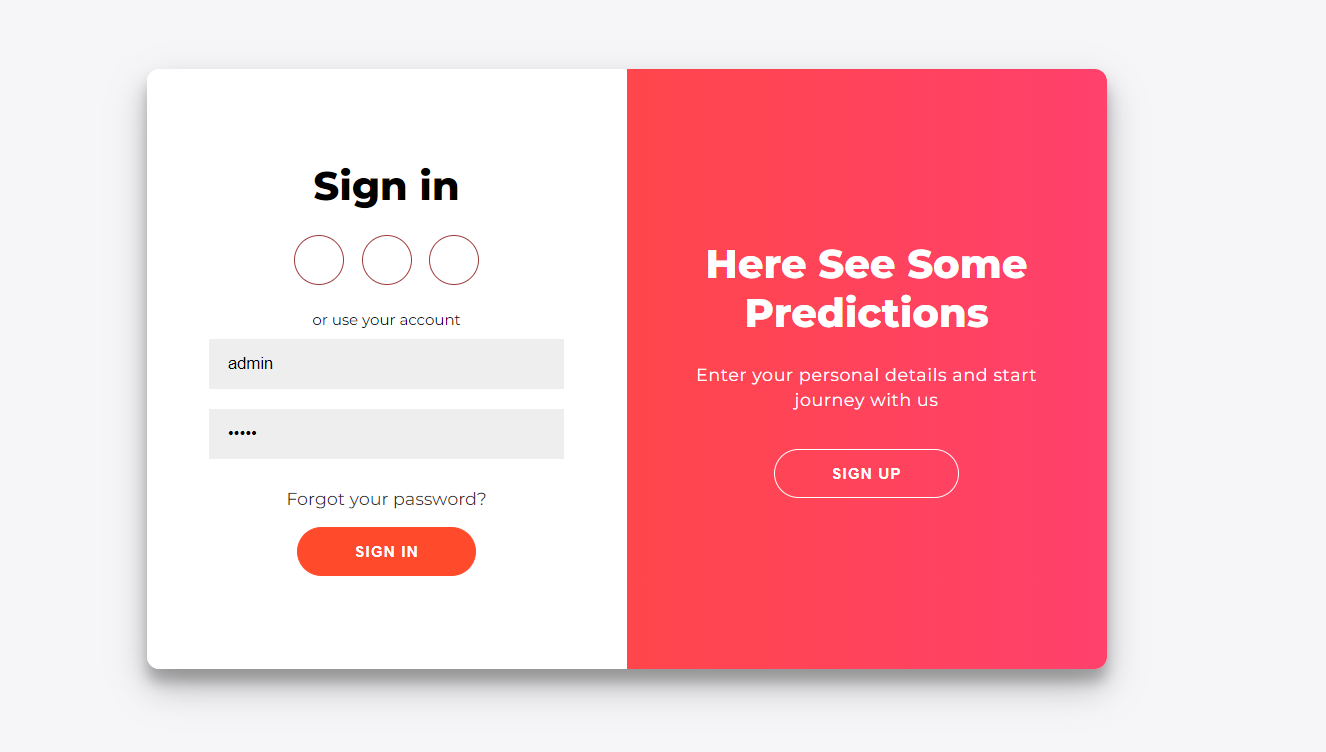 Sign in
or use your account
admin
•••••
Forgot your password?
SIGN IN
Here See Some
Predictions
Enter your personal details and start
journey with us
SIGN UP